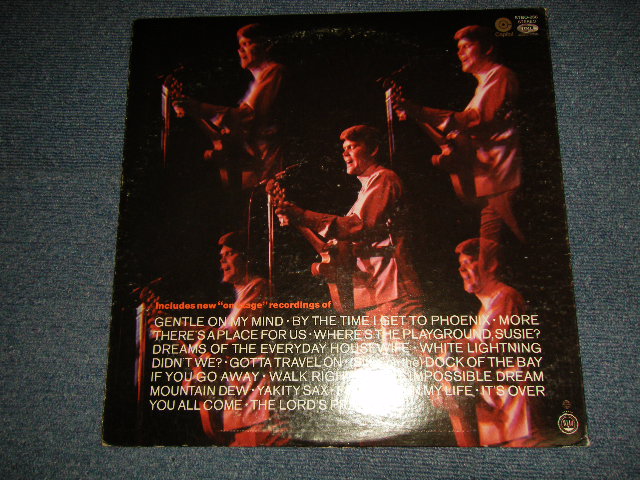 Capitol
STEREO
Includes new "on stage" recordings of
GENTLE ON MY MIND · BY THE TIME I GET TO PHOENIX · MORE
THERE'S A PLACE FOR US · WHERE'S THE PLAYGROUND, SUSIE?
DREAMS OF THE EVERYDAY HOUSEWIFE · WHITE LIGHTNING
DIDN'T WE? · GOTTA TRAVEL ON · DOCK OF THE BAY
IF YOU GO AWAY · WALK RIGHT IMPOSSIBLE DREAM
MOUNTAIN DEW · YAKITY SAX · IN MY LIFE · IT'S OVER
YOU ALL COME · THE LORD'S